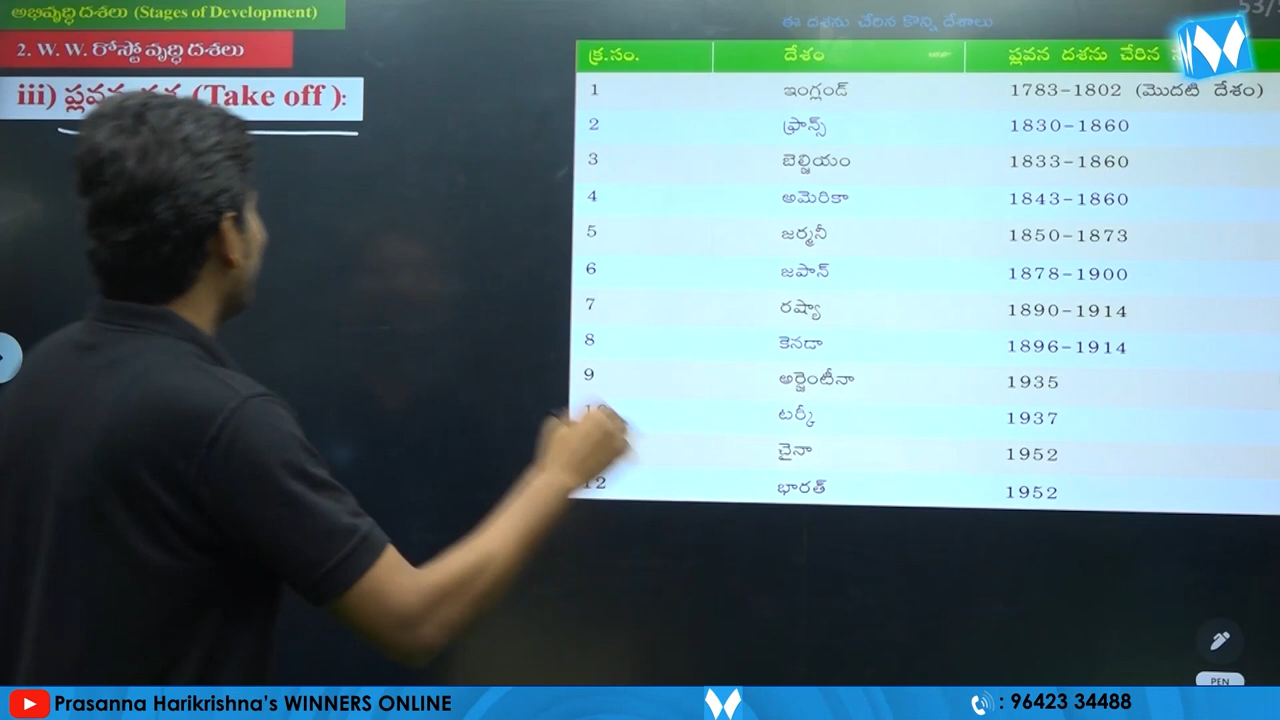 అభివృద్ధి దశలు (Stages of Development)
2. W. W. రోస్టో వృద్ధి దశలు
iii) ప్లవన (Take off ):
53/
ఈ దశను చేరిన కొన్ని దేశాలు
క్ర.సం. దేశం ప్లవన దశను చేరిన
1 ఇంగ్లండ్ 1783-1802 (మొదటి దేశం)
2 ఫ్రాన్స్ 1830-1860
3 బెల్జియం 1833-1860
4 అమెరికా 1843-1860
5 జర్మనీ 1850-1873
6 జపాన్ 1878-1900
7 రష్యా 1890-1914
8 కెనడా 1896-1914
9 అర్జెంటీనా 1935
టర్కీ 1937
చైనా 1952
12 భారత్ 1952
PEN
Prasanna Harikrishna's WINNERS ONLINE
: 96423 34488